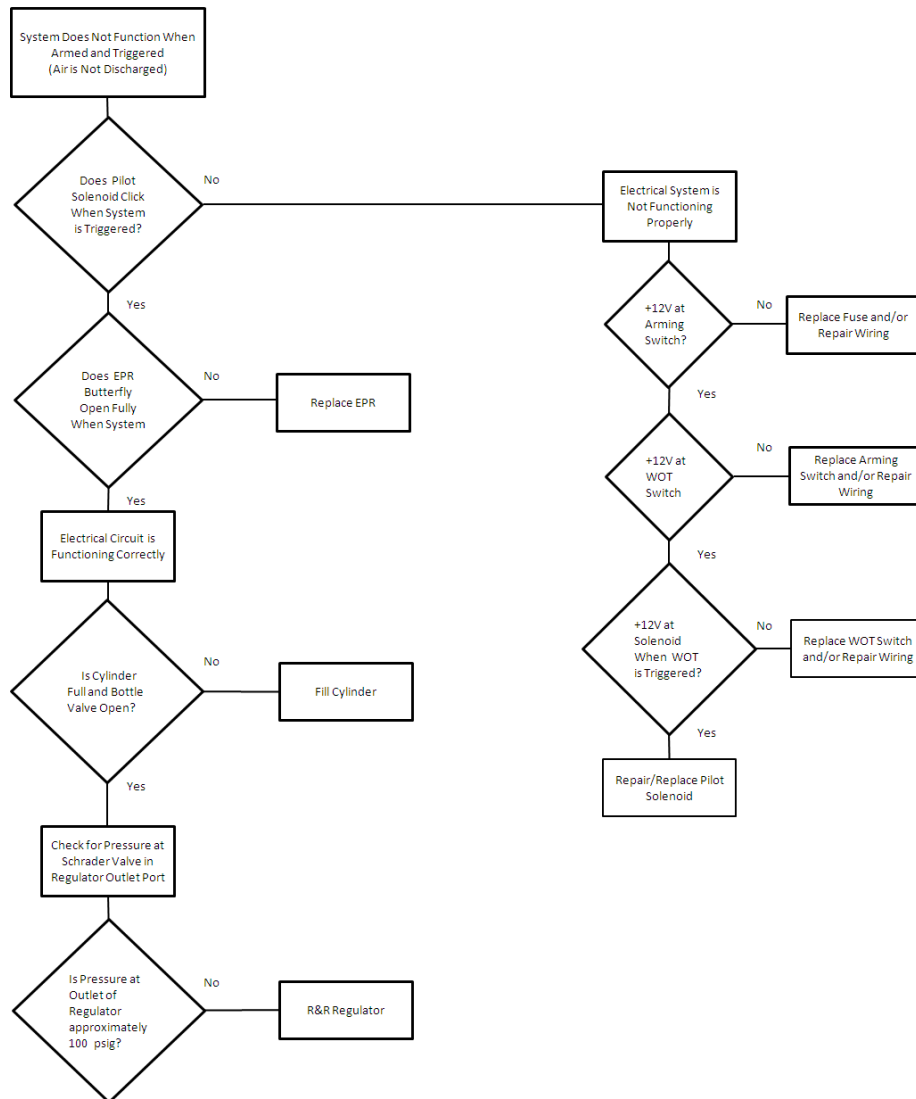 System Does Not Function When
Armed and Triggered
(Air is Not Discharged)
Does Pilot
Solenoid Click
When System
is Triggered?
No
Electrical System is
Not Functioning
Properly
Yes
+12V at
Arming
Switch?
No
Replace Fuse and/or
Repair Wiring
Does EPR
Butterfly
Open Fully
When System
No
Replace EPR
Yes
+12V at
WOT
Switch
No
Replace Arming
Switch and/or Repair
Wiring
Yes
Electrical Circuit is
Functioning Correctly
Yes
+12V at
Solenoid
When WOT
is Triggered?
No
Replace WOT Switch
and/or Repair Wiring
Is Cylinder
Full and Bottle
Valve Open?
No
Fill Cylinder
Yes
Repair/Replace Pilot
Solenoid
Yes
Check for Pressure at
Schrader Valve in
Regulator Outlet Port
Is Pressure at
Outlet of
Regulator
approximately
100 psig?
No
R&R Regulator